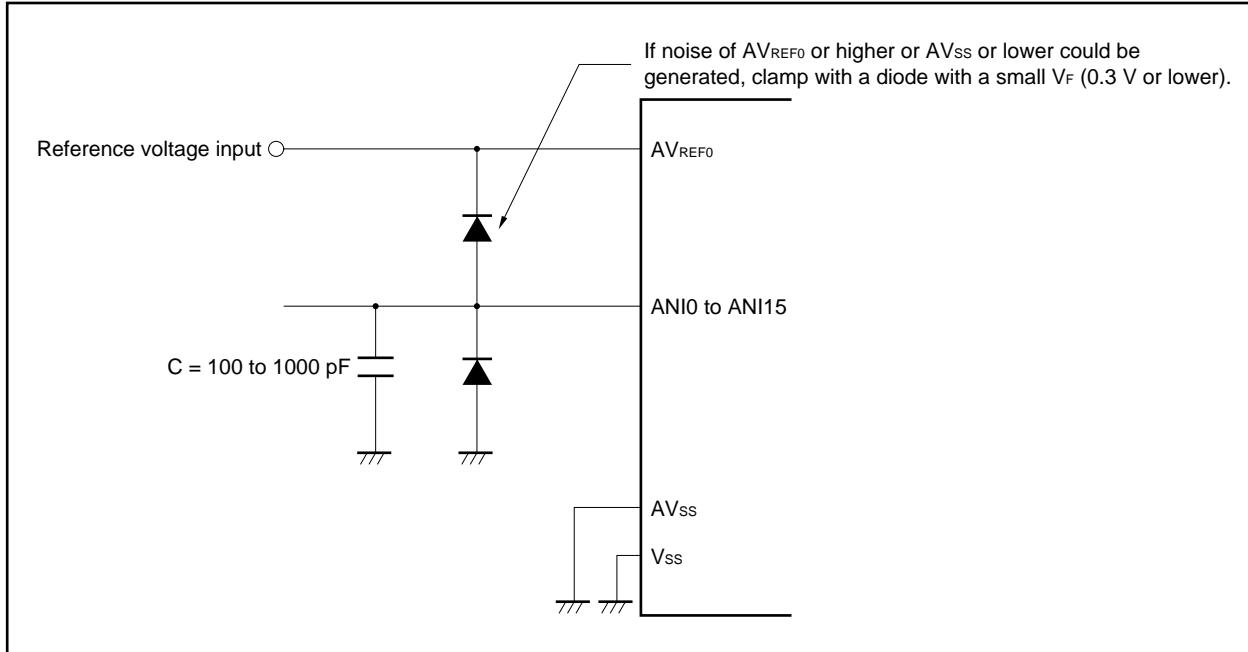 If noise of AVREF0 or higher or AVSS or lower could be
generated, clamp with a diode with a small VF (0.3 V or lower).
Reference voltage input
AVREF0
ANI0 to ANI15
C = 100 to 1000 pF
AVSS
VSS